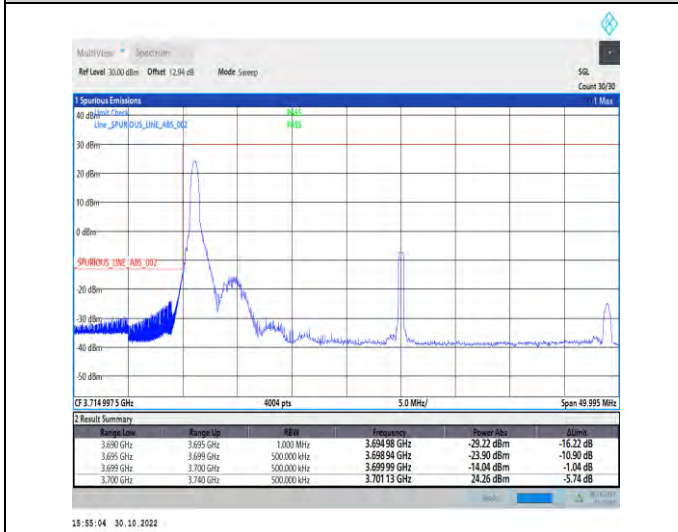 MultiView Spectrum
Ref Level 30.00 dBm Offset 12.94 dB Mode Sweep SGL
Count 30/30
1 Spurious Emissions 1 Max
40 dBm Limit Check PASS
Line _SPURIOUS_LINE_ABS_002 PASS
30 dBm
20 dBm
10 dBm
0 dBm
_SPURIOUS_LINE_ABS_002
-20 dBm
-30 dBm
-40 dBm
-50 dBm
CF 3.714 997 5 GHz 4004 pts 5.0 MHz/ Span 49.995 MHz
2 Result Summary
Range Low Range Up RBW Frequency Power Abs ΔLimit
3.690 GHz 3.695 GHz 1.000 MHz 3.694 98 GHz -29.22 dBm -16.22 dB
3.695 GHz 3.699 GHz 500.000 kHz 3.698 94 GHz -23.90 dBm -10.90 dB
3.699 GHz 3.700 GHz 500.000 kHz 3.699 99 GHz -14.04 dBm -1.04 dB
3.700 GHz 3.740 GHz 500.000 kHz 3.701 13 GHz 24.26 dBm -5.74 dB
15:55:04 30.10.2022